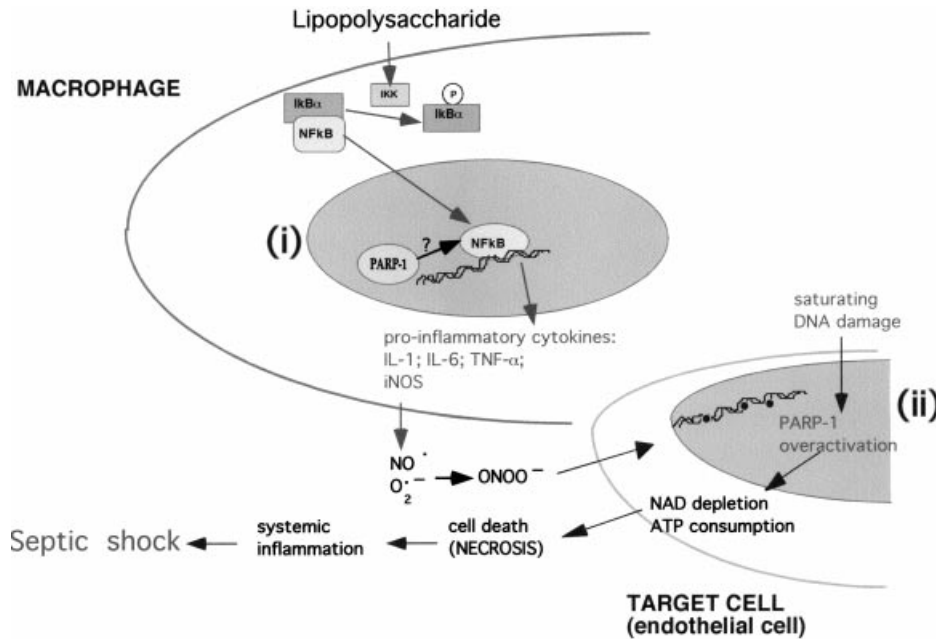 Lipopolysaccharide
MACROPHAGE
IKK
IkBα
P
IkBα
NFkB
(i)
?
NFkB
PARP-1
saturating
DNA damage
pro-inflammatory cytokines:
IL-1; IL-6; TNF-α;
iNOS
(ii)
PARP-1
overactivation
NO˙
O₂˙⁻
ONOO⁻
NAD depletion
ATP consumption
cell death
(NECROSIS)
systemic
inflammation
Septic shock
TARGET CELL
(endothelial cell)